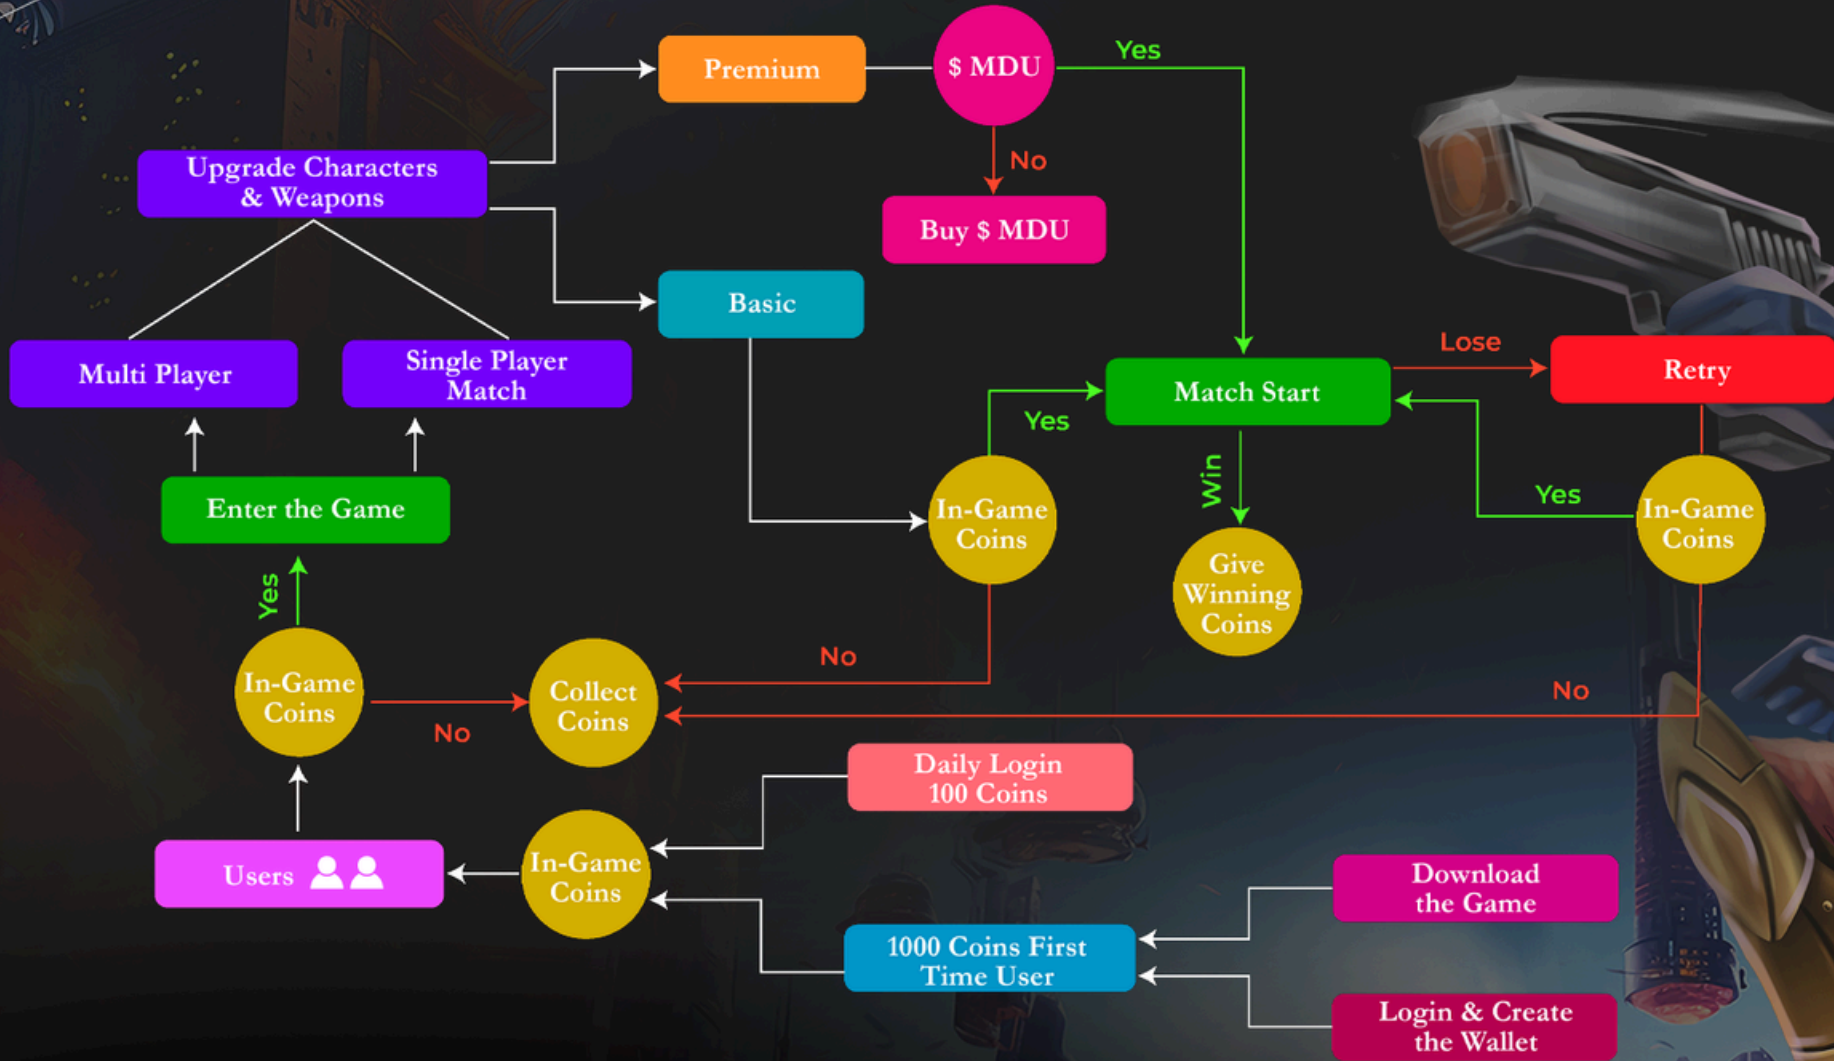 Premium
$ MDU
Yes
No
Buy $ MDU
Upgrade Characters
& Weapons
Basic
Multi Player
Single Player
Match
Match Start
Lose
Retry
Yes
Win
Enter the Game
In-Game
Coins
Give
Winning
Coins
Yes
In-Game
Coins
Yes
In-Game
Coins
No
Collect
Coins
No
No
Daily Login
100 Coins
Users
In-Game
Coins
1000 Coins First
Time User
Download
the Game
Login & Create
the Wallet